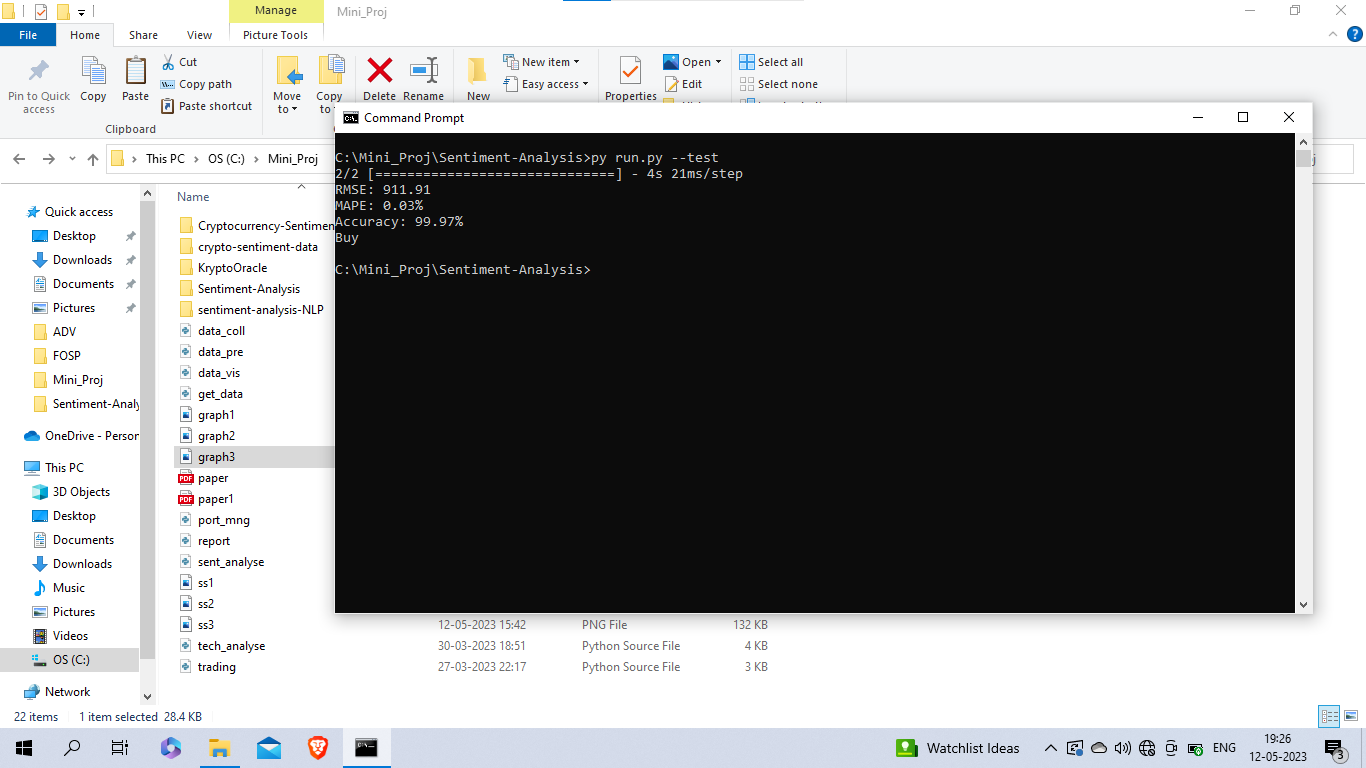 Manage
Mini_Proj
File
Home
Share
View
Picture Tools
Pin to Quick access
Copy
Paste
Cut
Copy path
Paste shortcut
Clipboard
Move to
Copy to
Delete
Rename
New
New item
Easy access
Properties
Open
Edit
Select all
Select none
This PC
OS (C:)
Mini_Proj
Command Prompt
C:\Mini_Proj\Sentiment-Analysis>py run.py --test
2/2 [==============================] - 4s 21ms/step
RMSE: 911.91
MAPE: 0.03%
Accuracy: 99.97%
Buy
C:\Mini_Proj\Sentiment-Analysis>
Quick access
Desktop
Downloads
Documents
Pictures
ADV
FOSP
Mini_Proj
Sentiment-Analy
OneDrive - Person
This PC
3D Objects
Desktop
Documents
Downloads
Music
Pictures
Videos
OS (C:)
Network
Name
Cryptocurrency-Sentimen
crypto-sentiment-data
KryptoOracle
Sentiment-Analysis
sentiment-analysis-NLP
data_coll
data_pre
data_vis
get_data
graph1
graph2
graph3
PDF paper
PDF paper1
port_mng
report
sent_analyse
ss1
ss2
ss3 12-05-2023 15:42 PNG File 132 KB
tech_analyse 30-03-2023 18:51 Python Source File 4 KB
trading 27-03-2023 22:17 Python Source File 3 KB
22 items 1 item selected 28.4 KB
Watchlist Ideas
ENG
19:26
12-05-2023
3